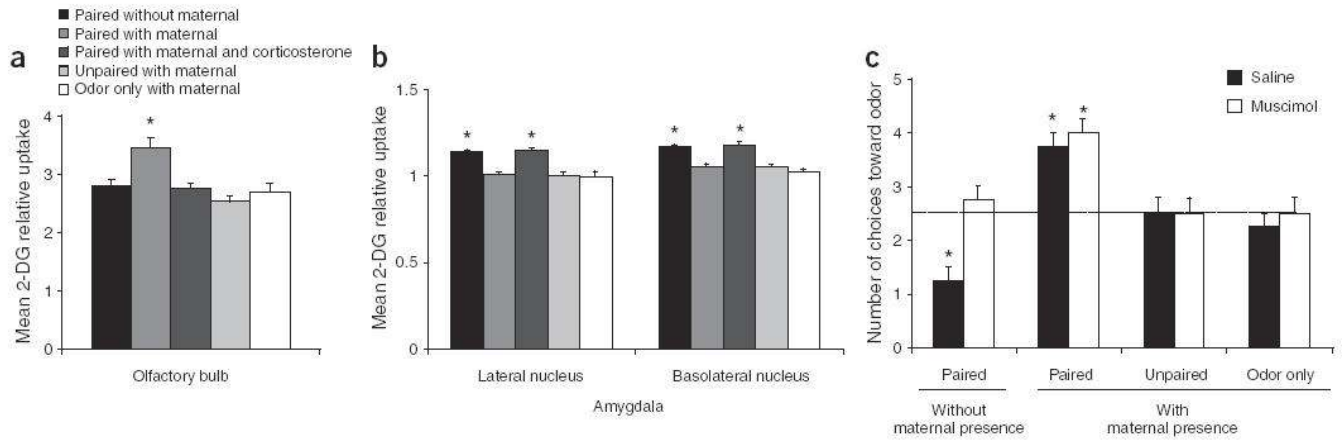 Paired without maternal
Paired with maternal
Paired with maternal and corticosterone
Unpaired with maternal
Odor only with maternal
a
Mean 2-DG relative uptake
4
3
2
1
0
*
Olfactory bulb
b
Mean 2-DG relative uptake
1.5
1
0.5
0
* * * *
Lateral nucleus Basolateral nucleus
Amygdala
c
Saline
Muscimol
Number of choices toward odor
5
4
3
2
1
0
* * *
Paired Paired Unpaired Odor only
Without
maternal presence
With
maternal presence